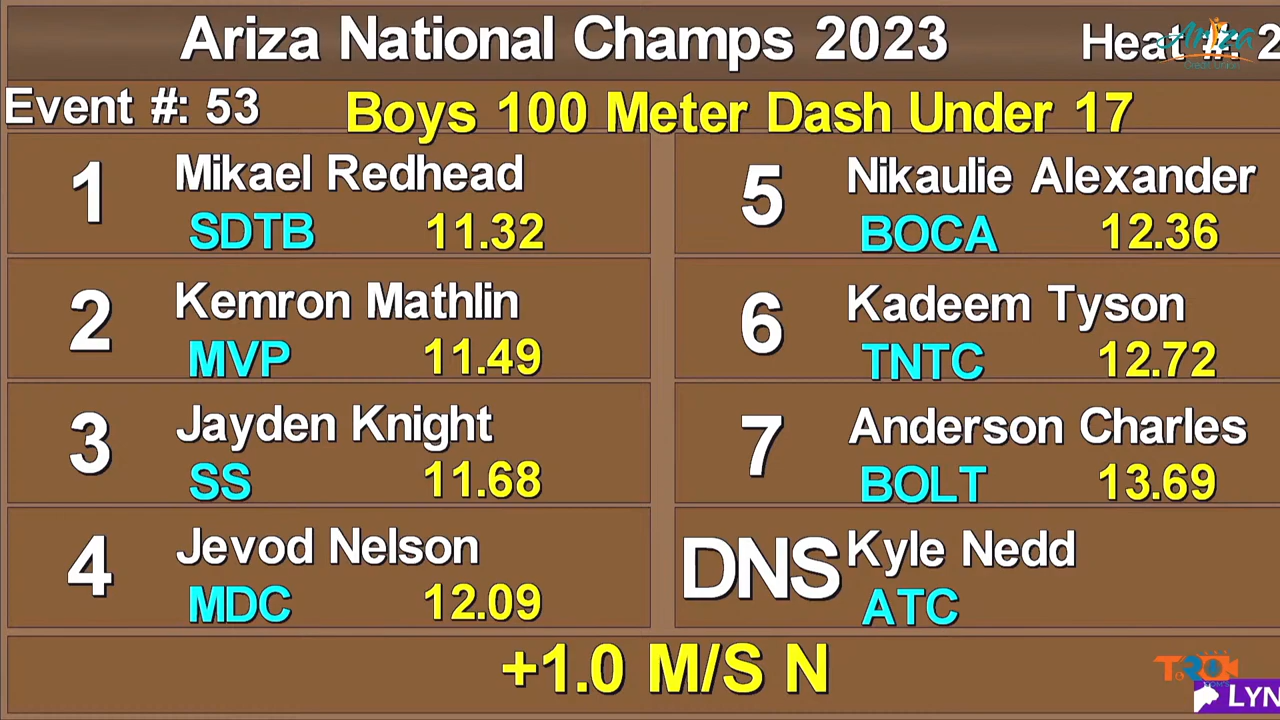 Ariza National Champs 2023
Heat #: 2
Event #: 53
Boys 100 Meter Dash Under 17
1 Mikael Redhead
SDTB 11.32
2 Kemron Mathlin
MVP 11.49
3 Jayden Knight
SS 11.68
4 Jevod Nelson
MDC 12.09
5 Nikaulie Alexander
BOCA 12.36
6 Kadeem Tyson
TNTC 12.72
7 Anderson Charles
BOLT 13.69
DNS Kyle Nedd
ATC
+1.0 M/S N
Ariza
LYN